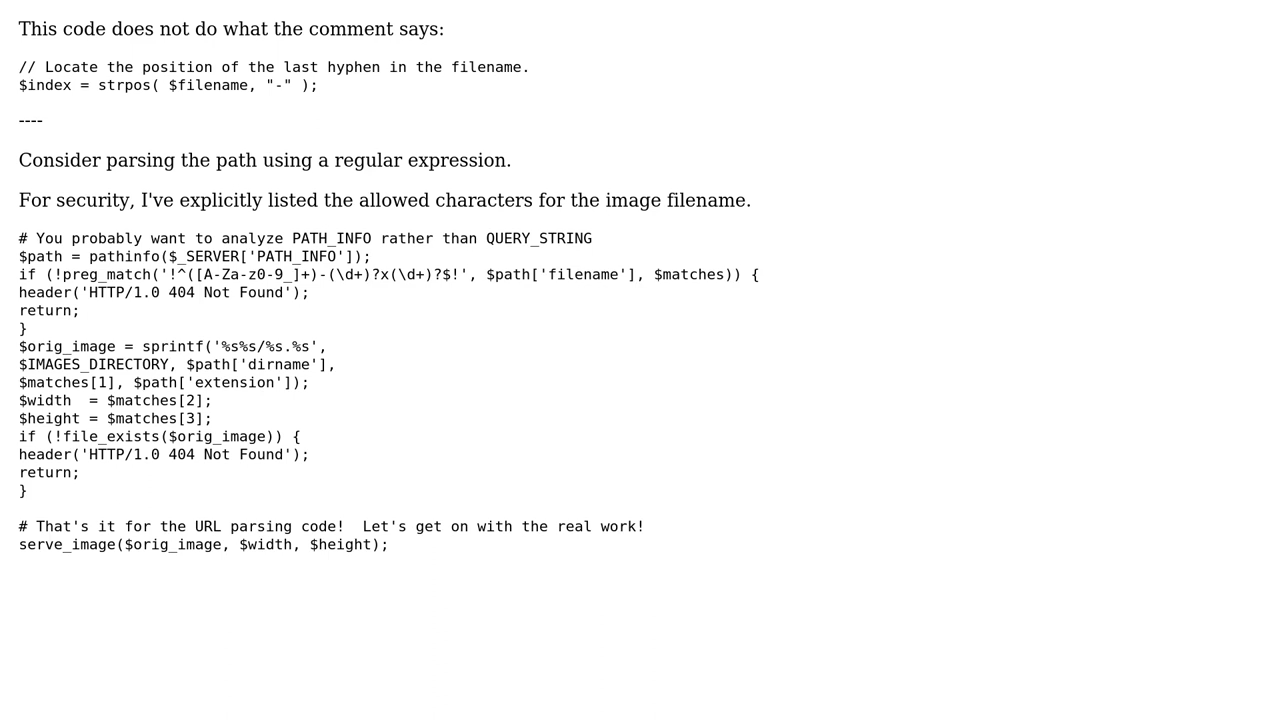 This code does not do what the comment says:
// Locate the position of the last hyphen in the filename.
$index = strpos( $filename, "-" );
----
Consider parsing the path using a regular expression.
For security, I've explicitly listed the allowed characters for the image filename.
# You probably want to analyze PATH_INFO rather than QUERY_STRING
$path = pathinfo($_SERVER['PATH_INFO']);
if (!preg_match('!^([A-Za-z0-9_]+)-(\d+)?x(\d+)?$!', $path['filename'], $matches)) {
header('HTTP/1.0 404 Not Found');
return;
}
$orig_image = sprintf('%s%s/%s.%s',
$IMAGES_DIRECTORY, $path['dirname'],
$matches[1], $path['extension']);
$width  = $matches[2];
$height = $matches[3];
if (!file_exists($orig_image)) {
header('HTTP/1.0 404 Not Found');
return;
}
# That's it for the URL parsing code!  Let's get on with the real work!
serve_image($orig_image, $width, $height);